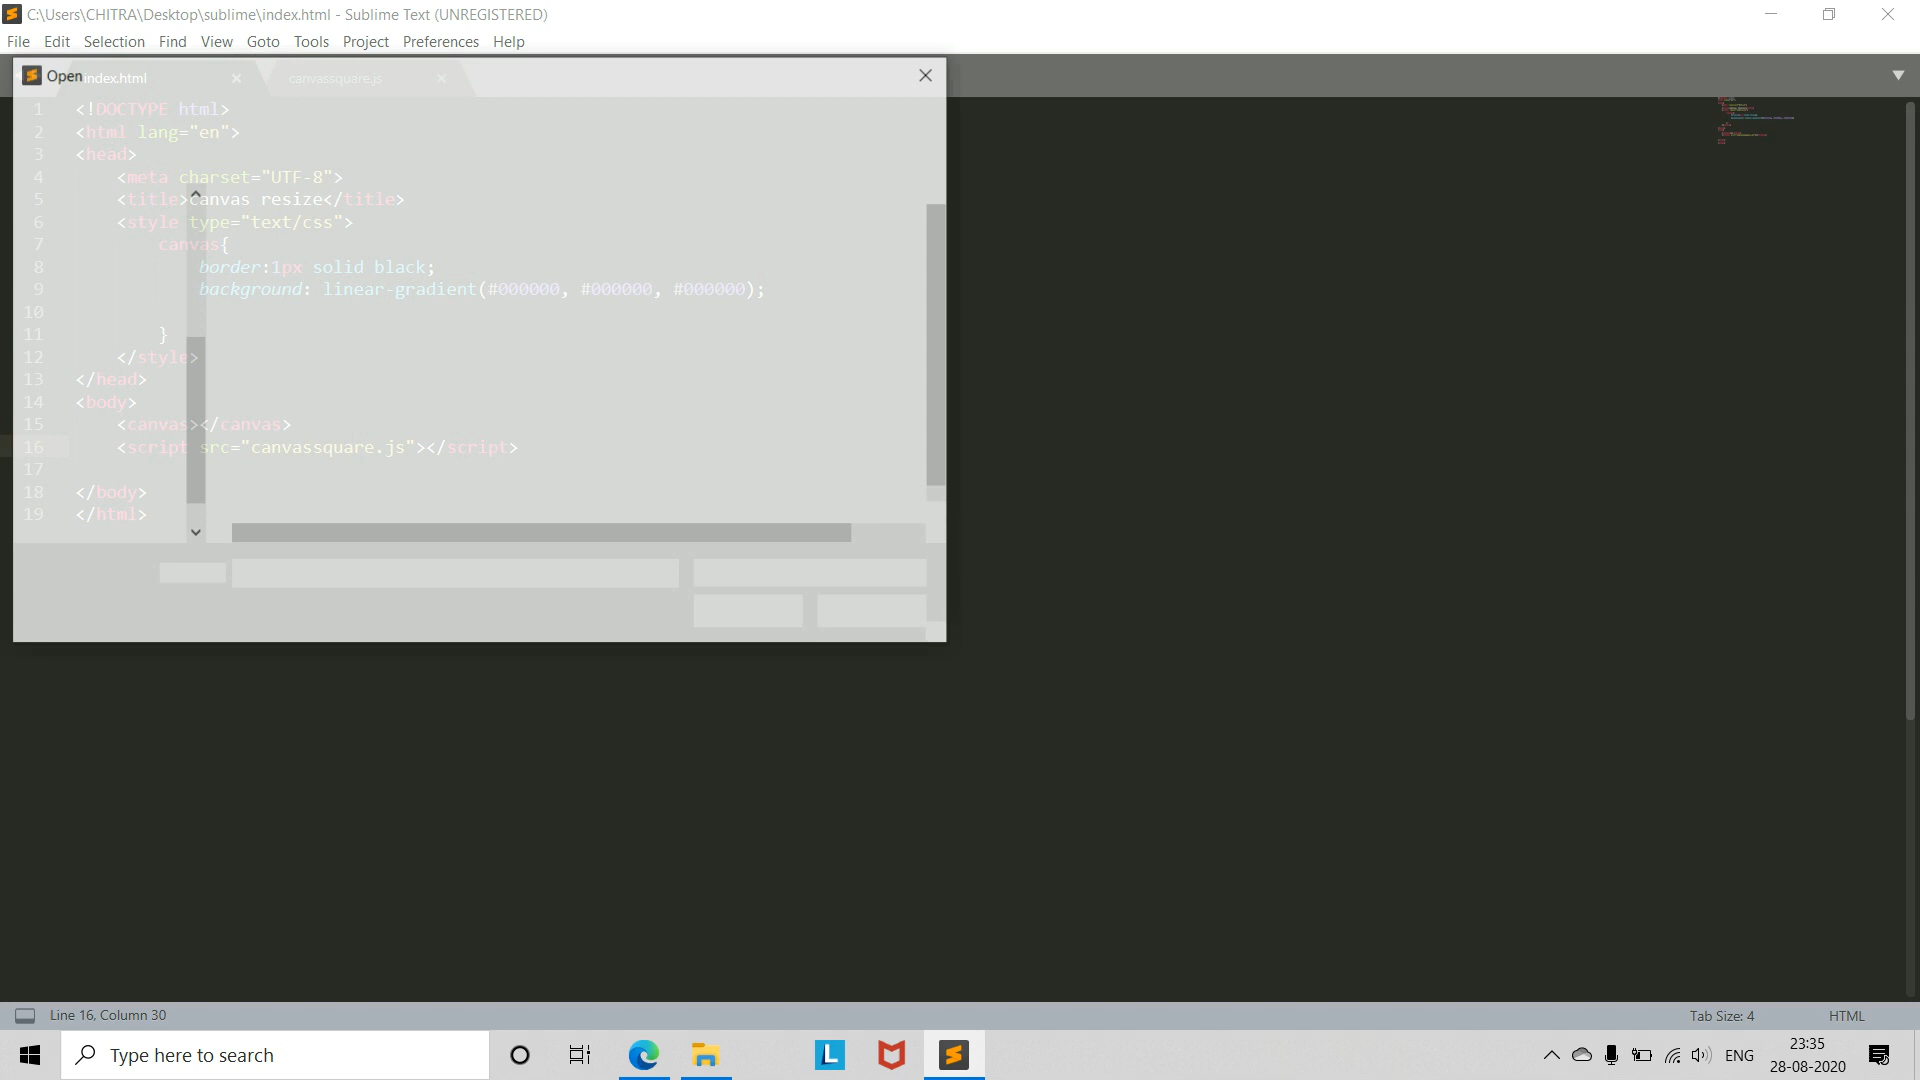 C:\Users\CHITRA\Desktop\sublime\index.html - Sublime Text (UNREGISTERED)
File Edit Selection Find View Goto Tools Project Preferences Help
Open index.html canvassquare.js
1 <!DOCTYPE html>
2 <html lang="en">
3 <head>
4 <meta charset="UTF-8">
5 <title>canvas resize</title>
6 <style type="text/css">
7 canvas{
8 border:1px solid black;
9 background: linear-gradient(#000000, #000000, #000000);
10
11 }
12 </style>
13 </head>
14 <body>
15 <canvas></canvas>
16 <script src="canvassquare.js"></script>
17
18 </body>
19 </html>
Line 16, Column 30 Tab Size: 4 HTML
Type here to search
L
ENG
23:35
28-08-2020